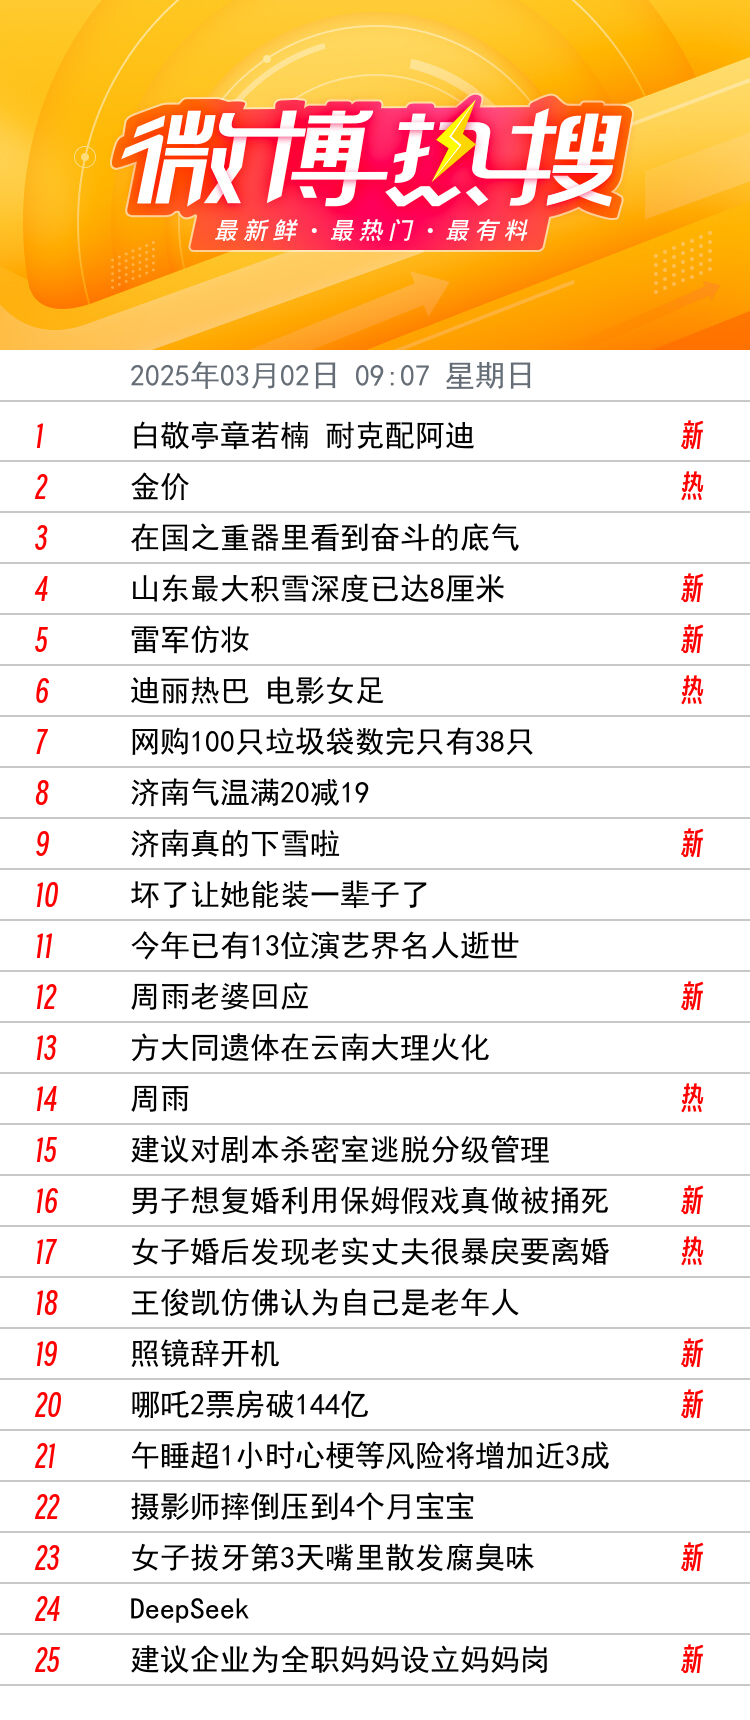 微博热搜
最新鲜·最热门·最有料
2025年03月02日 09:07 星期日
1 白敬亭章若楠 耐克配阿迪 新
2 金价 热
3 在国之重器里看到奋斗的底气
4 山东最大积雪深度已达8厘米 新
5 雷军仿妆 新
6 迪丽热巴 电影女足 热
7 网购100只垃圾袋数完只有38只
8 济南气温满20减19
9 济南真的下雪啦 新
10 坏了让她能装一辈子了
11 今年已有13位演艺界名人逝世
12 周雨老婆回应 新
13 方大同遗体在云南大理火化
14 周雨 热
15 建议对剧本杀密室逃脱分级管理
16 男子想复婚利用保姆假戏真做被捅死 新
17 女子婚后发现老实丈夫很暴戾要离婚 热
18 王俊凯仿佛认为自己是老年人
19 照镜辞开机 新
20 哪吒2票房破144亿 新
21 午睡超1小时心梗等风险将增加近3成
22 摄影师摔倒压到4个月宝宝
23 女子拔牙第3天嘴里散发腐臭味 新
24 DeepSeek
25 建议企业为全职妈妈设立妈妈岗 新